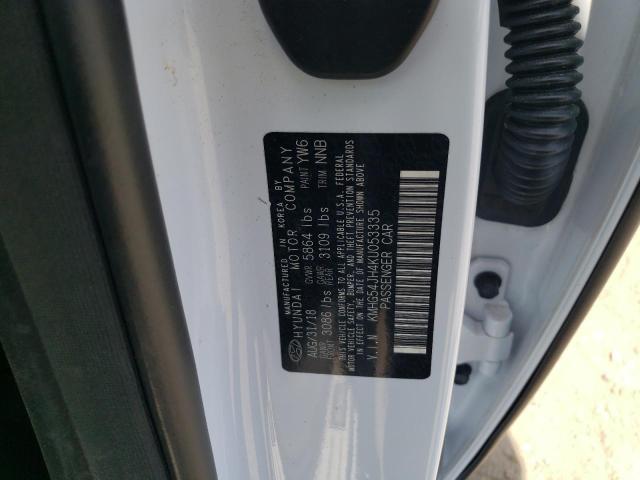 MANUFACTURED IN KOREA BY
HYUNDAI MOTOR COMPANY
AUG/31/18 GVWR 5864 lbs PAINT YW6
GAWR FRONT 3086 lbs GAWR REAR 3109 lbs TRIM NNB
THIS VEHICLE CONFORMS TO ALL APPLICABLE U.S.A. FEDERAL
MOTOR VEHICLE SAFETY, BUMPER, AND THEFT PREVENTION STANDARDS
IN EFFECT ON THE DATE OF MANUFACTURE SHOWN ABOVE
V.I.N KMHG54JH4KU053335
PASSENGER CAR